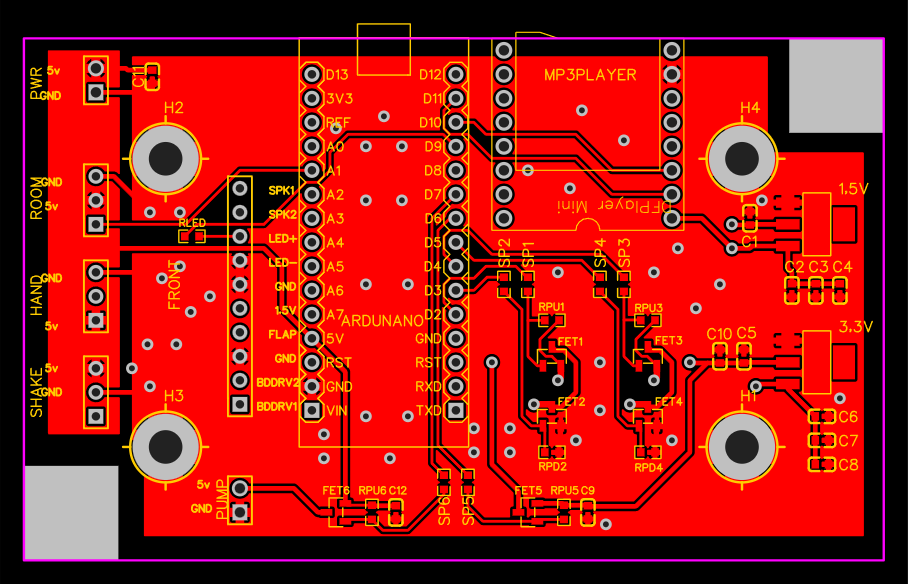 PWR
5v
GND
C11
H2
H4
H3
H1
ROOM
GND
5v
HAND
GND
5v
SHAKE
5v
GND
RLED
FRONT
SPK1
SPK2
LED+
LED-
GND
1.5V
FLAP
GND
BDDRV2
BDDRV1
PUMP
5v
GND
D13
3V3
REF
A0
A1
A2
A3
A4
A5
A6
A7
5V
RST
GND
VIN
ARDUNANO
D12
D11
D10
D9
D8
D7
D6
D5
D4
D3
D2
GND
RST
RXD
TXD
MP3PLAYER
DFPlayer Mini
SP2
SP1
SP4
SP3
RPU1
RPU3
FET1
FET3
FET2
FET4
RPD2
RPD4
1.5V
C1
C2 C3 C4
3.3V
C10 C5
C6
C7
C8
FET6 RPU6 C12
SP6
SP5
FET5 RPU5 C9